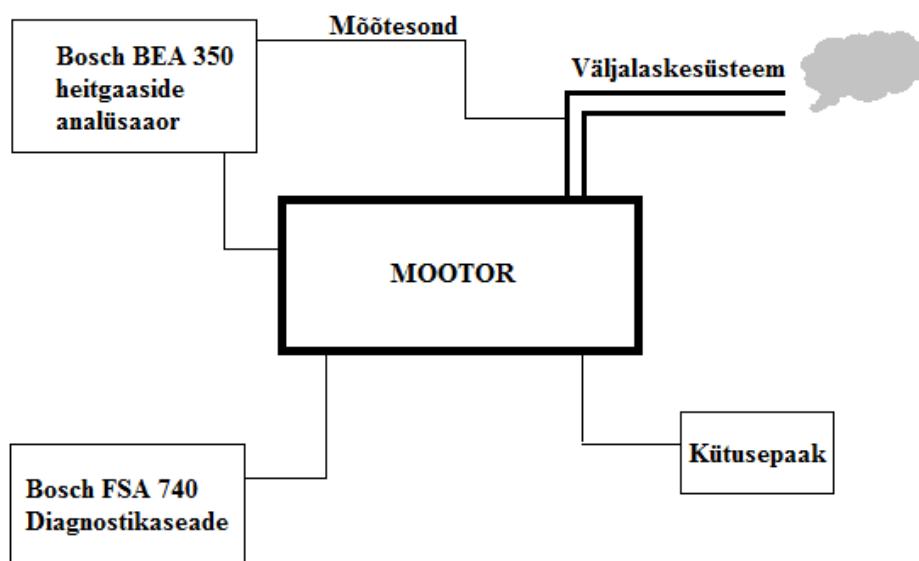 Mõõtesond
Bosch BEA 350
heitgaaside
analüsaaor
Väljalaskesüsteem
MOOTOR
Kütusepaak
Bosch FSA 740
Diagnostikaseade